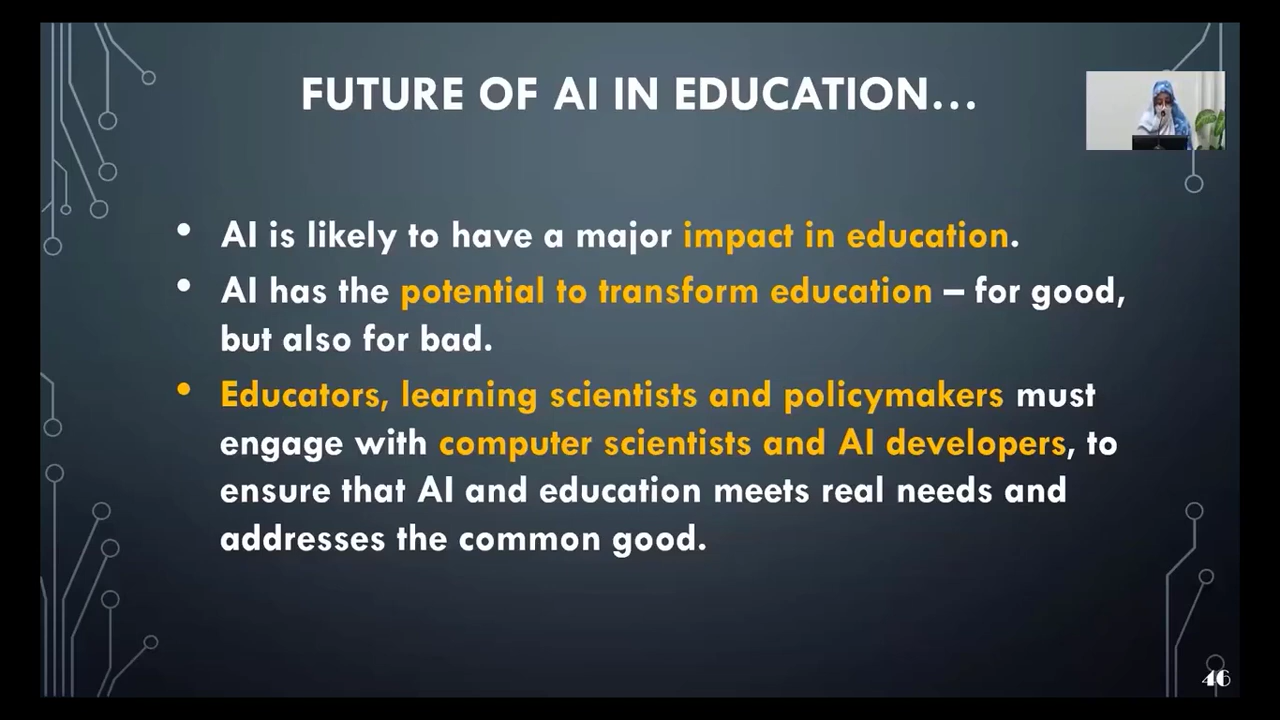 FUTURE OF AI IN EDUCATION...
• AI is likely to have a major impact in education.
• AI has the potential to transform education – for good,
but also for bad.
• Educators, learning scientists and policymakers must
engage with computer scientists and AI developers, to
ensure that AI and education meets real needs and
addresses the common good.
46